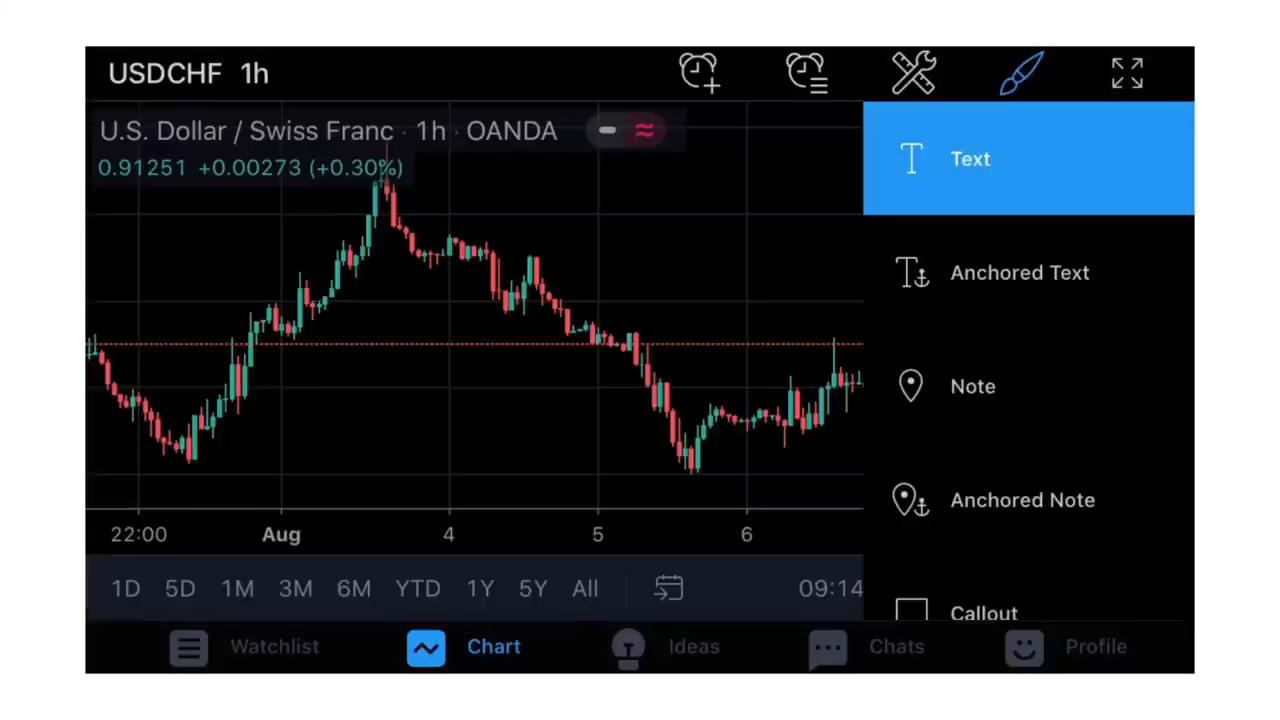 USDCHF 1h
U.S. Dollar / Swiss Franc · 1h · OANDA
0.91251 +0.00273 (+0.30%)
Text
Anchored Text
Note
Anchored Note
Callout
22:00 Aug 4 5 6
1D 5D 1M 3M 6M YTD 1Y 5Y All 09:14
Watchlist Chart Ideas Chats Profile